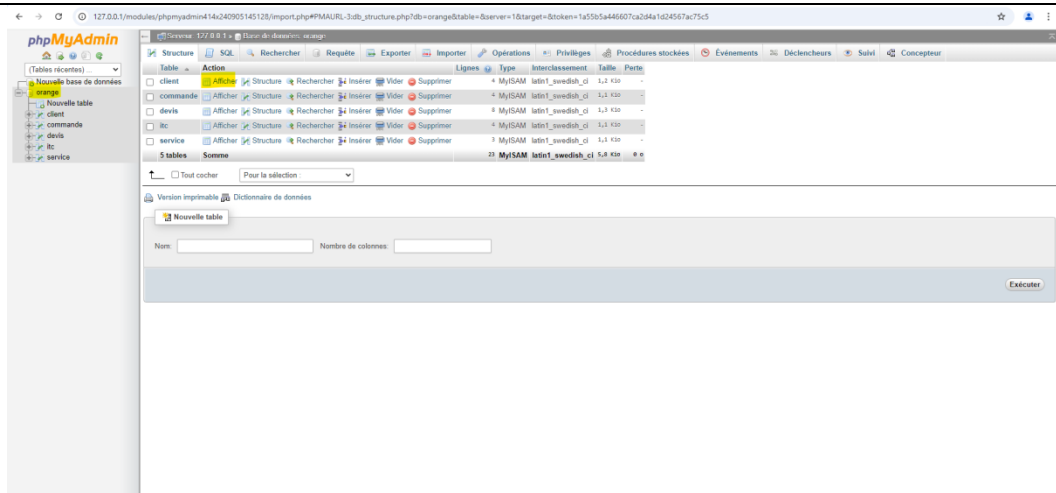 127.0.0.1/modules/phpmyadmin414x240905145128/import.php#PMAURL-3:db_structure.php?db=orange&table=&server=1&target=&token=1a55b5a446607ca2d4a1d24567ac75c5
phpMyAdmin
(Tables récentes) ...
Nouvelle base de données
orange
Nouvelle table
client
commande
devis
itc
service
Serveur: 127.0.0.1 » Base de données: orange
Structure SQL Rechercher Requête Exporter Importer Opérations Privilèges Procédures stockées Événements Déclencheurs Suivi Concepteur
Table Action Lignes Type Interclassement Taille Perte
client Afficher Structure Rechercher Insérer Vider Supprimer 4 MyISAM latin1_swedish_ci 1,2 Kio -
commande Afficher Structure Rechercher Insérer Vider Supprimer 4 MyISAM latin1_swedish_ci 1,1 Kio -
devis Afficher Structure Rechercher Insérer Vider Supprimer MyISAM latin1_swedish_ci 1,3 Kio -
itc Afficher Structure Rechercher Insérer Vider Supprimer MyISAM latin1_swedish_ci 1,1 Kio -
service Afficher Structure Rechercher Insérer Vider Supprimer 3 MyISAM latin1_swedish_ci 1,1 Kio -
5 tables Somme 23 MyISAM latin1_swedish_ci 5,8 Kio 0 o
Tout cocher Pour la sélection :
Version imprimable Dictionnaire de données
Nouvelle table
Nom: Nombre de colonnes:
Exécuter